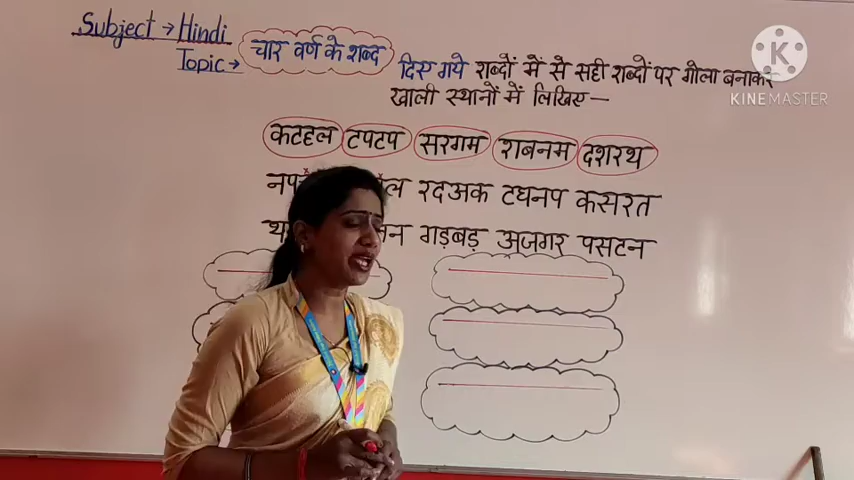 Subject → Hindi
Topic → चार वर्ण के शब्द
दिए गये शब्दों में से सही शब्दों पर गोला बनाकर
खाली स्थानों में लिखिए —
कटहल टपटप सरगम शबनम दशरथ
रदअक टघनप कसरत
गड़बड़ अजगर पसटन
KINEMASTER